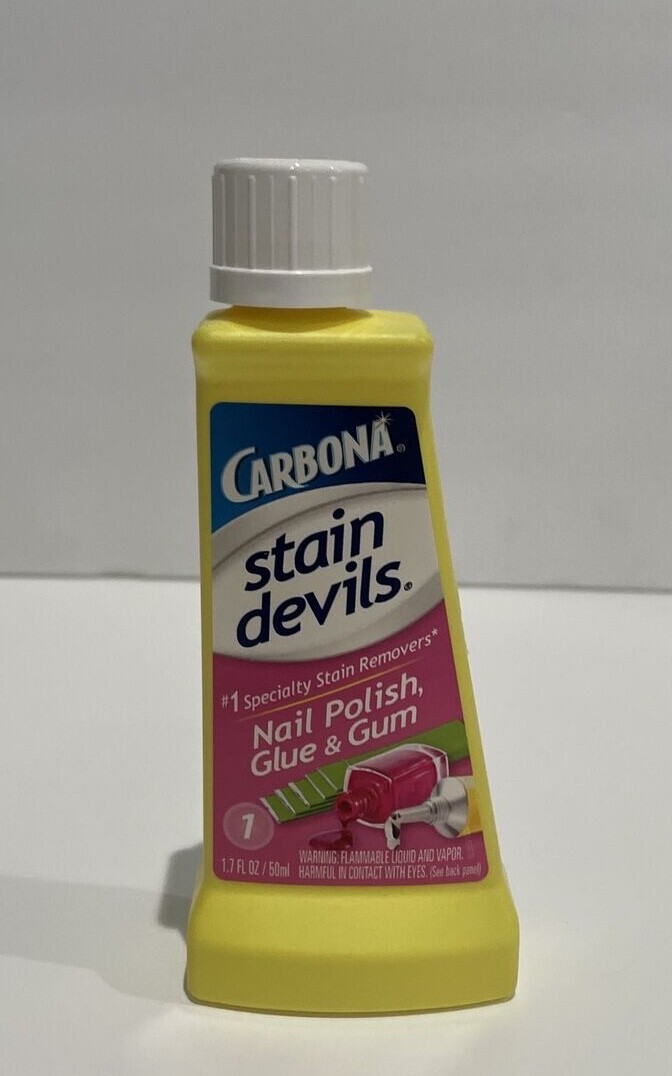 CARBONA®
stain
devils®
#1 Specialty Stain Removers*
Nail Polish,
Glue & Gum
1
WARNING: FLAMMABLE LIQUID AND VAPOR.
1.7 FL OZ / 50ml HARMFUL IN CONTACT WITH EYES. (See back panel)